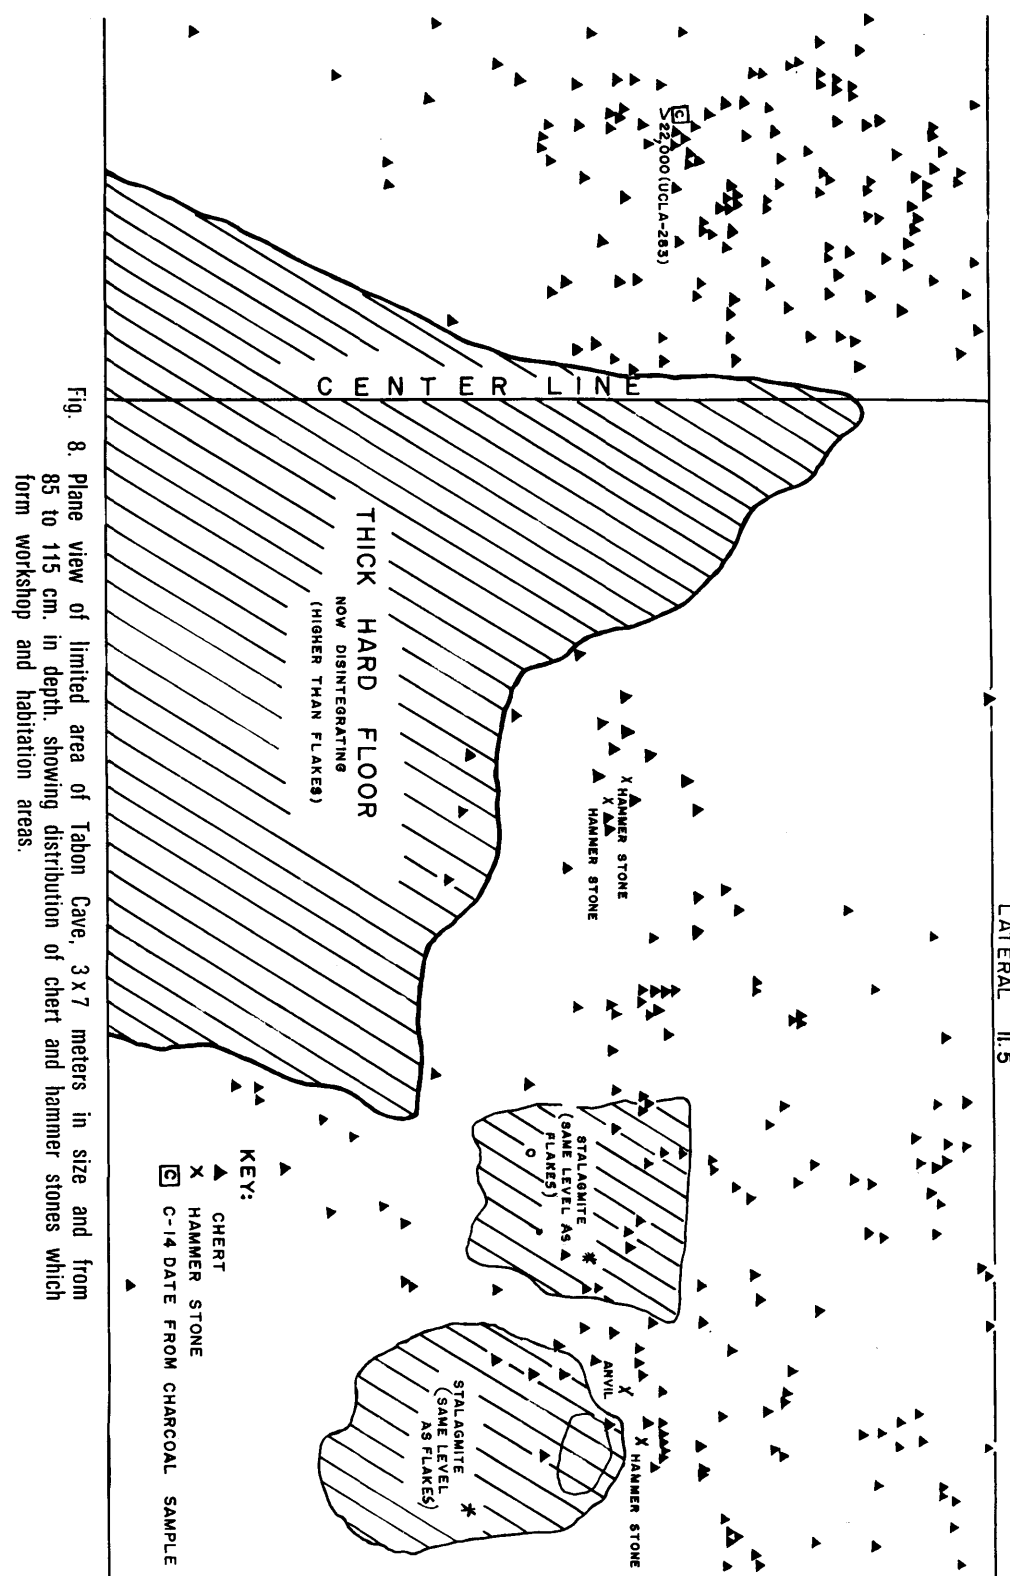 LATERAL 11.5
C
>22,000 (UCLA-283)
CENTER LINE
THICK HARD FLOOR
NOW DISINTEGRATING
(HIGHER THAN FLAKES)
X HAMMER STONE
X
HAMMER STONE
STALAGMITE *
(SAME LEVEL AS
FLAKES)
X
ANVIL
X HAMMER STONE
STALAGMITE *
(SAME LEVEL
AS FLAKES)
KEY:
CHERT
X HAMMER STONE
C C-14 DATE FROM CHARCOAL SAMPLE
Fig. 8. Plane view of limited area of Tabon Cave, 3 x 7 meters in size; and from
85 to 115 cm. in depth. showing distribution of chert and hammer stones which
form workshop and habitation areas.